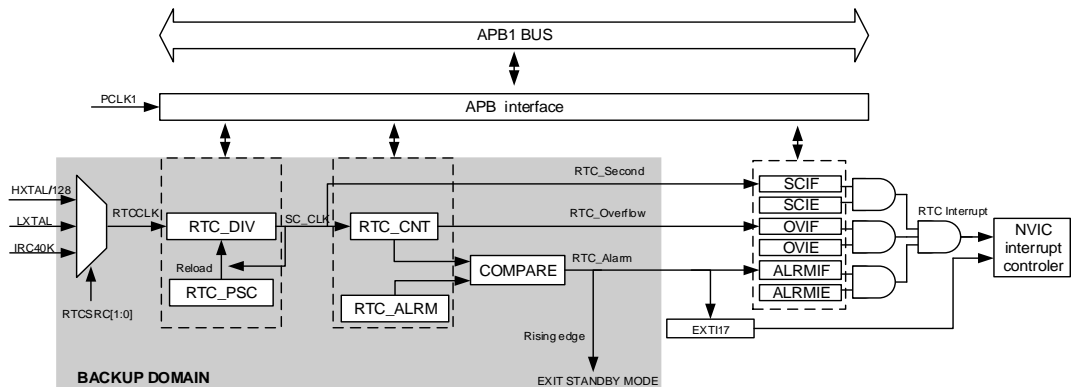 APB1 BUS
PCLK1
APB interface
HXTAL/128
LXTAL
IRC40K
RTCCLK
RTCSRC[1:0]
RTC_DIV
Reload
RTC_PSC
SC_CLK
RTC_CNT
RTC_ALRM
COMPARE
RTC_Second
RTC_Overflow
RTC_Alarm
Rising edge
EXIT STANDBY MODE
BACKUP DOMAIN
SCIF
SCIE
OVIF
OVIE
ALRMIF
ALRMIE
EXTI17
RTC Interrupt
NVIC
interrupt
controler